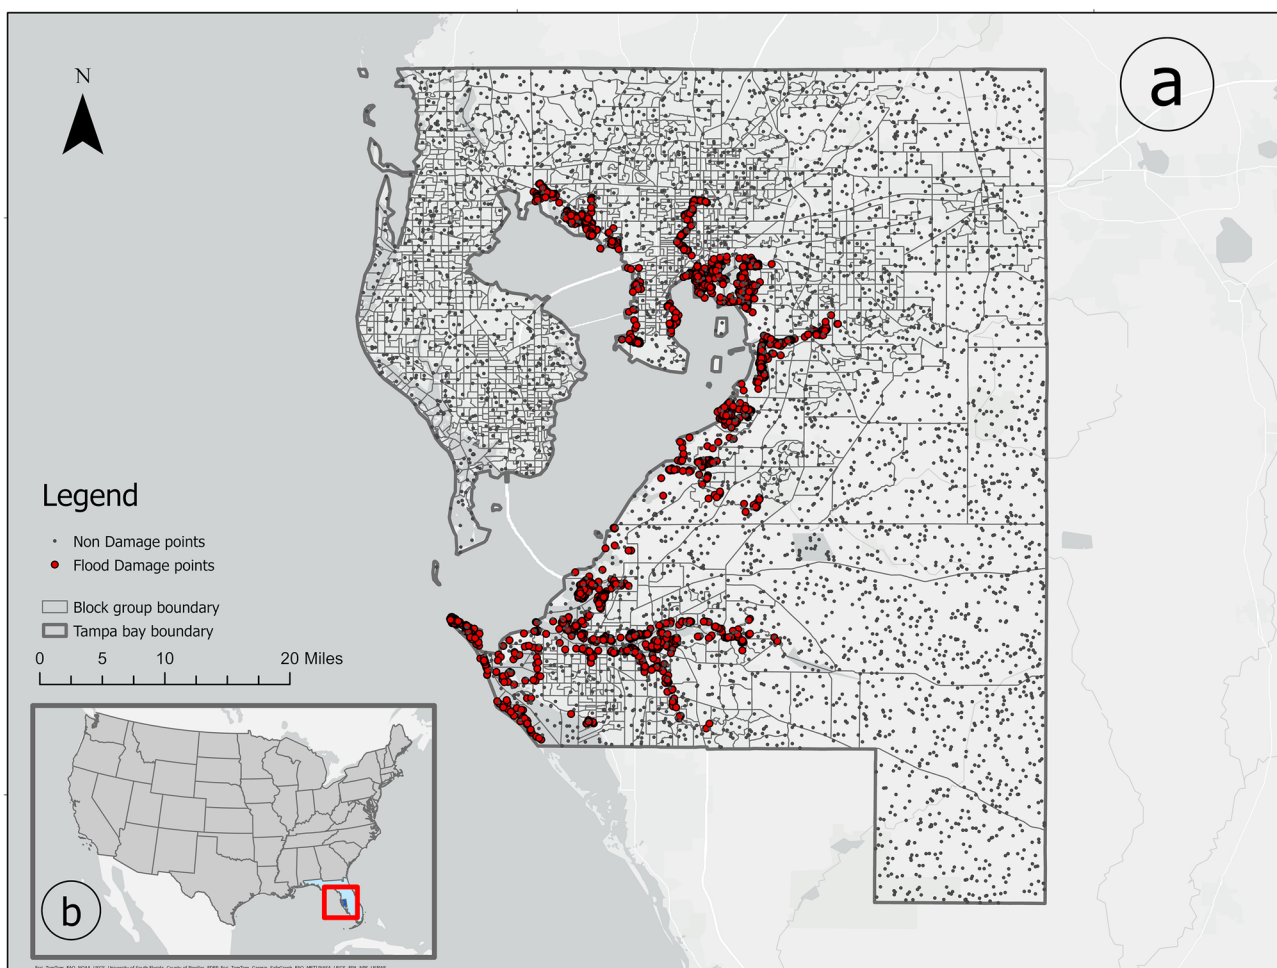 N
a
Legend
Non Damage points
Flood Damage points
Block group boundary
Tampa bay boundary
0 5 10 20 Miles
b